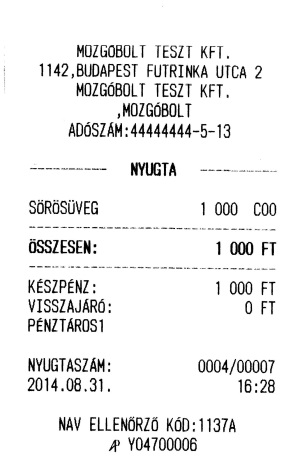 MOZGÓBOLT TESZT KFT.
1142,BUDAPEST FUTRINKA UTCA 2
MOZGÓBOLT TESZT KFT.
,MOZGÓBOLT
ADÓSZÁM:44444444-5-13
NYUGTA
SÖRÖSÜVEG 1 000 C00
ÖSSZESEN: 1 000 FT
KÉSZPÉNZ: 1 000 FT
VISSZAJÁRÓ: 0 FT
PÉNZTÁROS1
NYUGTASZÁM: 0004/00007
2014.08.31. 16:28
NAV ELLENŐRZŐ KÓD:1137A
AP Y04700006